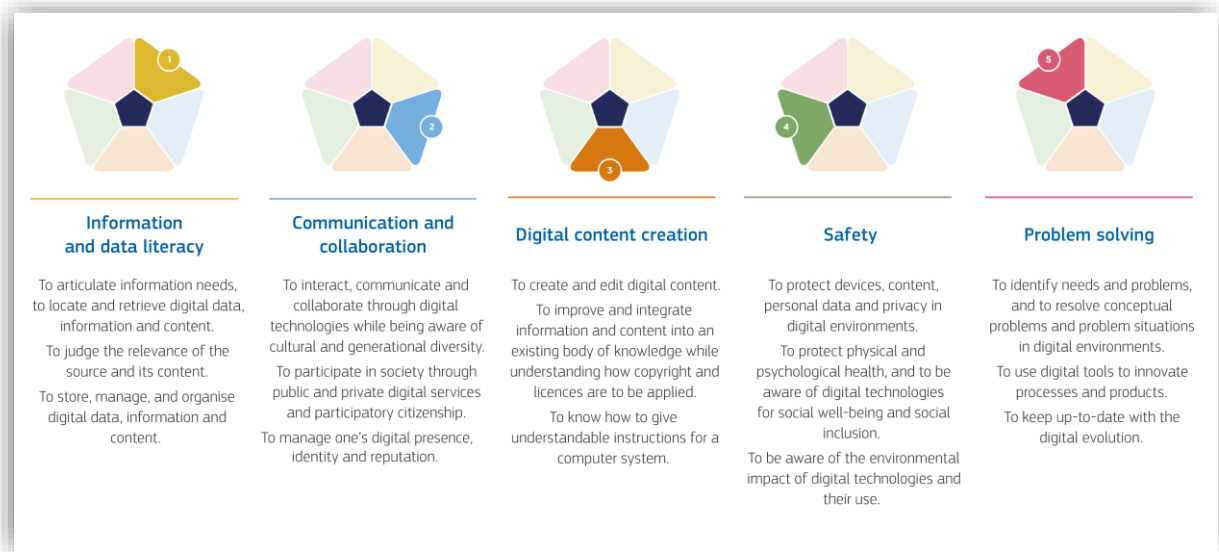 1
Information
and data literacy
To articulate information needs,
to locate and retrieve digital data,
information and content.
To judge the relevance of the
source and its content.
To store, manage, and organise
digital data, information and
content.
2
Communication and
collaboration
To interact, communicate and
collaborate through digital
technologies while being aware of
cultural and generational diversity.
To participate in society through
public and private digital services
and participatory citizenship.
To manage one's digital presence,
identity and reputation.
3
Digital content creation
To create and edit digital content.
To improve and integrate
information and content into an
existing body of knowledge while
understanding how copyright and
licences are to be applied.
To know how to give
understandable instructions for a
computer system.
4
Safety
To protect devices, content,
personal data and privacy in
digital environments.
To protect physical and
psychological health, and to be
aware of digital technologies
for social well-being and social
inclusion.
To be aware of the environmental
impact of digital technologies and
their use.
5
Problem solving
To identify needs and problems,
and to resolve conceptual
problems and problem situations
in digital environments.
To use digital tools to innovate
processes and products.
To keep up-to-date with the
digital evolution.